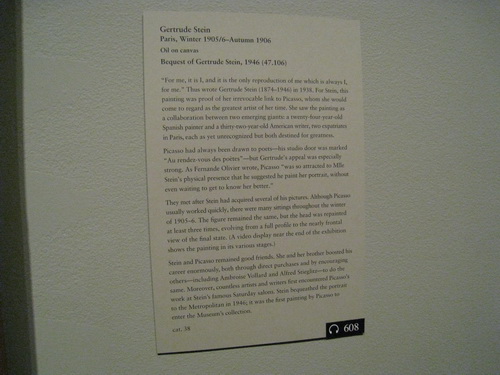 Gertrude Stein
Paris, Winter 1905/6–Autumn 1906
Oil on canvas
Bequest of Gertrude Stein, 1946 (47.106)
"For me, it is I, and it is the only reproduction of me which is always I,
for me." Thus wrote Gertrude Stein (1874–1946) in 1938. For Stein, this
painting was proof of her irrevocable link to Picasso, whom she would
come to regard as the greatest artist of her time. She saw the painting as
a collaboration between two emerging giants: a twenty-four-year-old
Spanish painter and a thirty-two-year-old American writer, two expatriates
in Paris, each as yet unrecognized but both destined for greatness.
Picasso had always been drawn to poets—his studio door was marked
"Au rendez-vous des poètes"—but Gertrude's appeal was especially
strong. As Fernande Olivier wrote, Picasso "was so attracted to Mlle
Stein's physical presence that he suggested he paint her portrait, without
even waiting to get to know her better."
They met after Stein had acquired several of his pictures. Although Picasso
usually worked quickly, there were many sittings throughout the winter
of 1905–6. The figure remained the same, but the head was repainted
at least three times, evolving from a full profile to the nearly frontal
view of the final state. (A video display near the end of the exhibition
shows the painting in its various stages.)
Stein and Picasso remained good friends. She and her brother boosted his
career enormously, both through direct purchases and by encouraging
others—including Ambroise Vollard and Alfred Stieglitz—to do the
same. Moreover, countless artists and writers first encountered Picasso's
work at Stein's famous Saturday salons. Stein bequeathed the portrait
to the Metropolitan in 1946; it was the first painting by Picasso to
enter the Museum's collection.
cat. 38
608